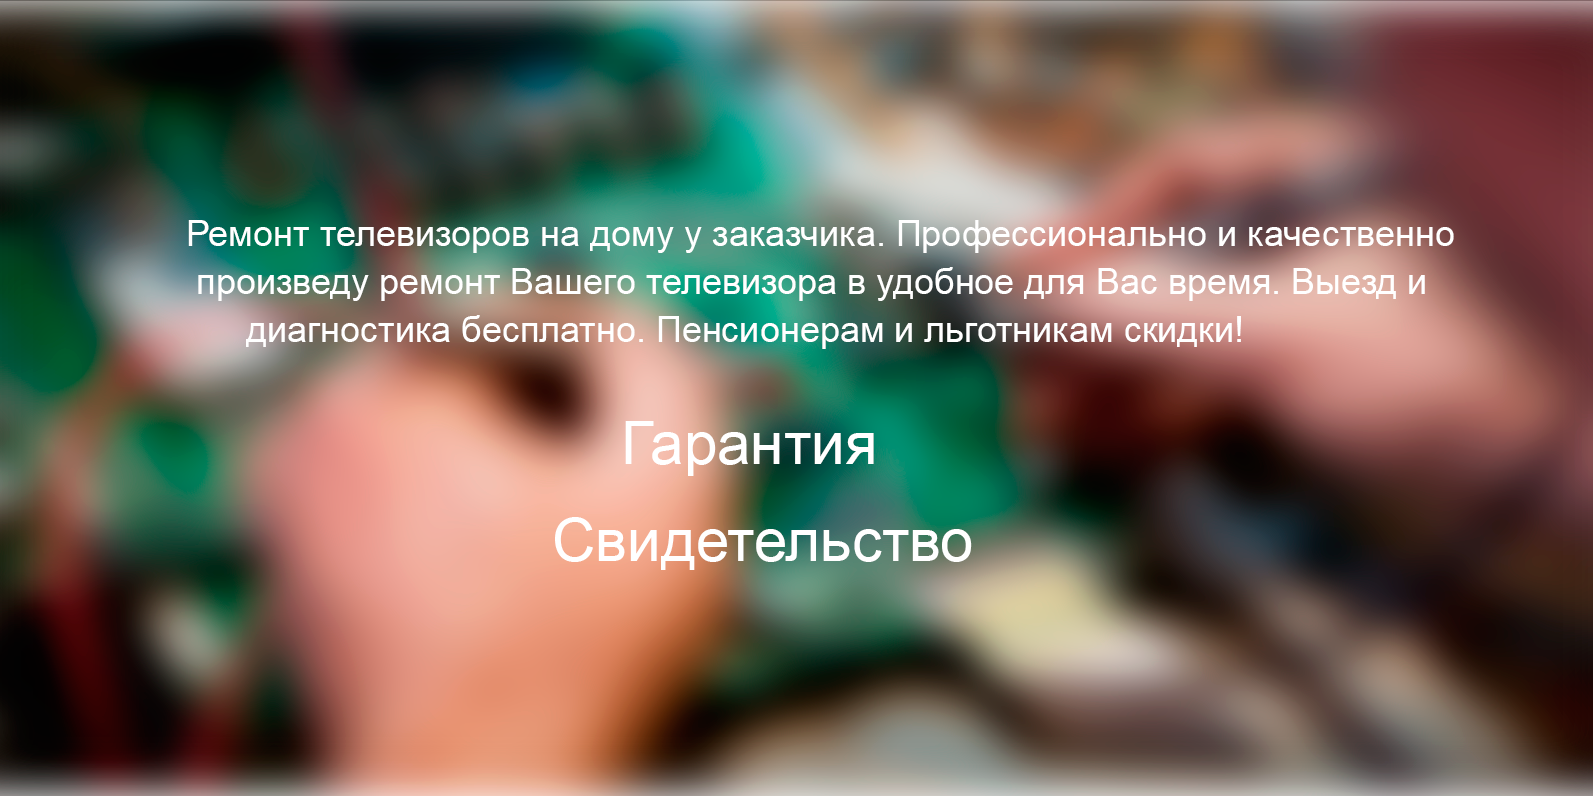 Ремонт телевизоров на дому у заказчика. Профессионально и качественно
произведу ремонт Вашего телевизора в удобное для Вас время. Выезд и
диагностика бесплатно. Пенсионерам и льготникам скидки!
Гарантия
Свидетельство